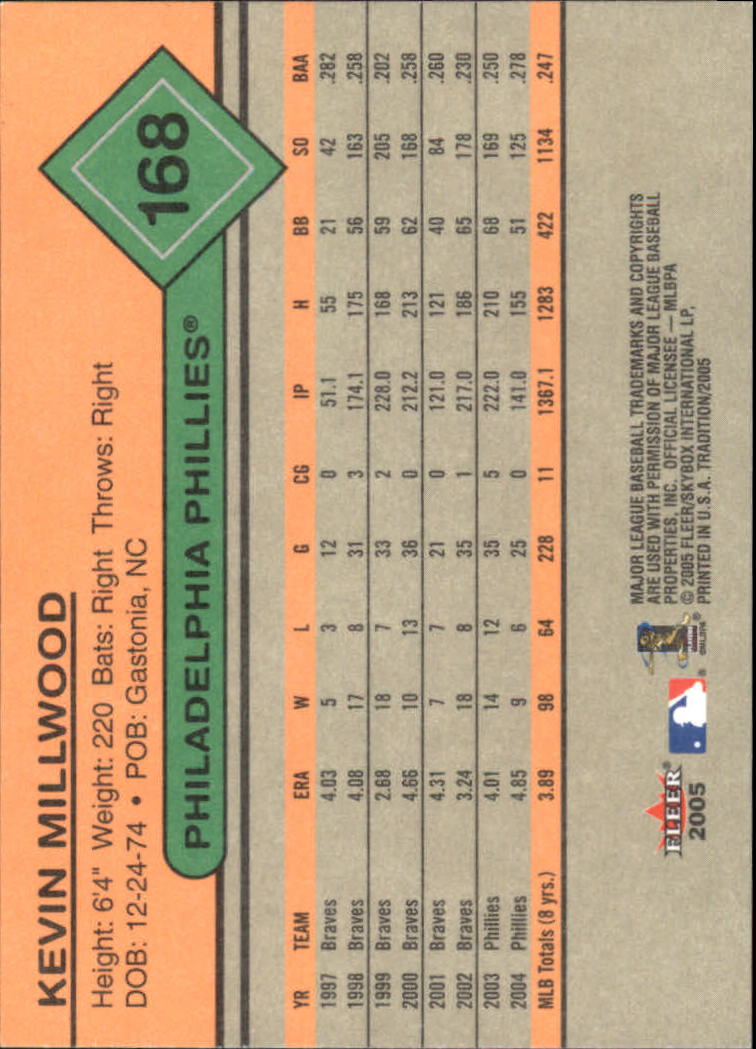 KEVIN MILLWOOD
Height: 6'4" Weight: 220 Bats: Right Throws: Right
DOB: 12-24-74 • POB: Gastonia, NC
168
PHILADELPHIA PHILLIES®
YR TEAM ERA W L G CG IP H BB SO BAA
1997 Braves 4.03 5 3 12 0 51.1 55 21 42 .282
1998 Braves 4.08 17 8 31 3 174.1 175 56 163 .258
1999 Braves 2.68 18 7 33 2 228.0 168 59 205 .202
2000 Braves 4.66 10 13 36 0 212.2 213 62 168 .258
2001 Braves 4.31 7 7 21 0 121.0 121 40 84 .260
2002 Braves 3.24 18 8 35 1 217.0 186 65 178 .230
2003 Phillies 4.01 14 12 35 5 222.0 210 68 169 .250
2004 Phillies 4.85 9 6 25 0 141.0 155 51 125 .278
MLB Totals (8 yrs.) 3.89 98 64 228 11 1367.1 1283 422 1134 .247
FLEER®
2005
®
®
©MLBPA
MAJOR LEAGUE BASEBALL TRADEMARKS AND COPYRIGHTS
ARE USED WITH PERMISSION OF MAJOR LEAGUE BASEBALL
PROPERTIES, INC. OFFICIAL LICENSEE — MLBPA
© 2005 FLEER/SKYBOX INTERNATIONAL LP,
PRINTED IN U.S.A. TRADITION/2005